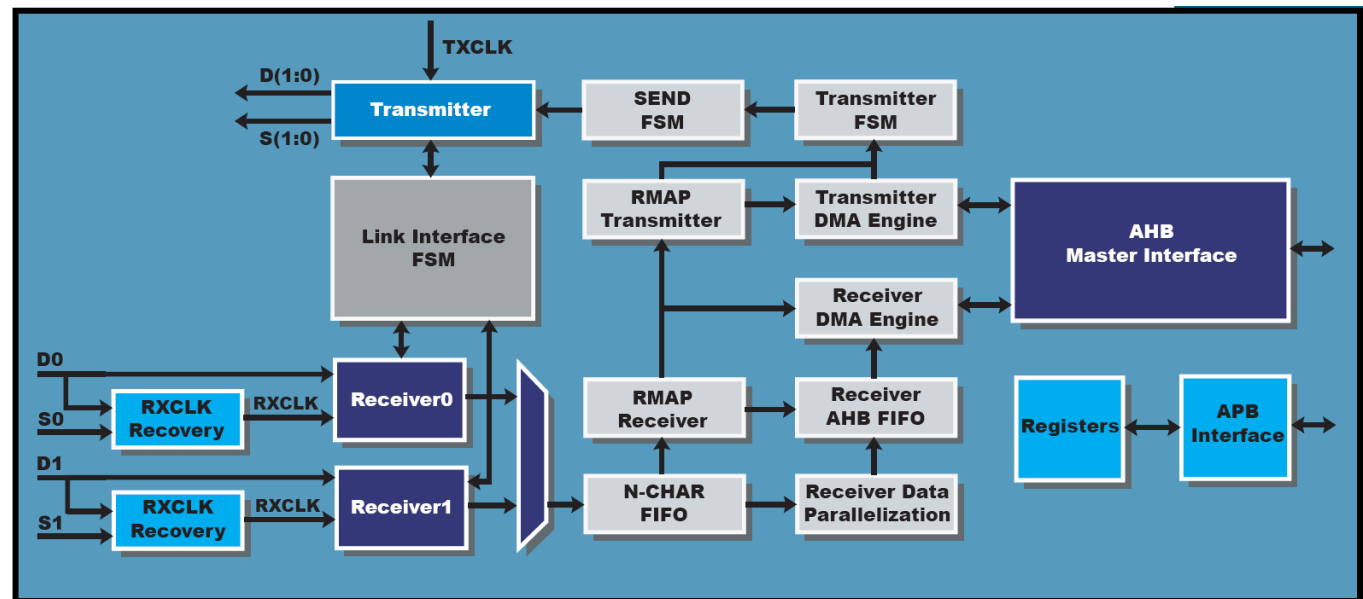 TXCLK
D(1:0)
S(1:0)
Transmitter
SEND
FSM
Transmitter
FSM
Link Interface
FSM
RMAP
Transmitter
Transmitter
DMA Engine
AHB
Master Interface
Receiver
DMA Engine
D0
S0
RXCLK
Recovery
RXCLK
Receiver0
RMAP
Receiver
Receiver
AHB FIFO
Registers
APB
Interface
D1
S1
RXCLK
Recovery
RXCLK
Receiver1
N-CHAR
FIFO
Receiver Data
Parallelization